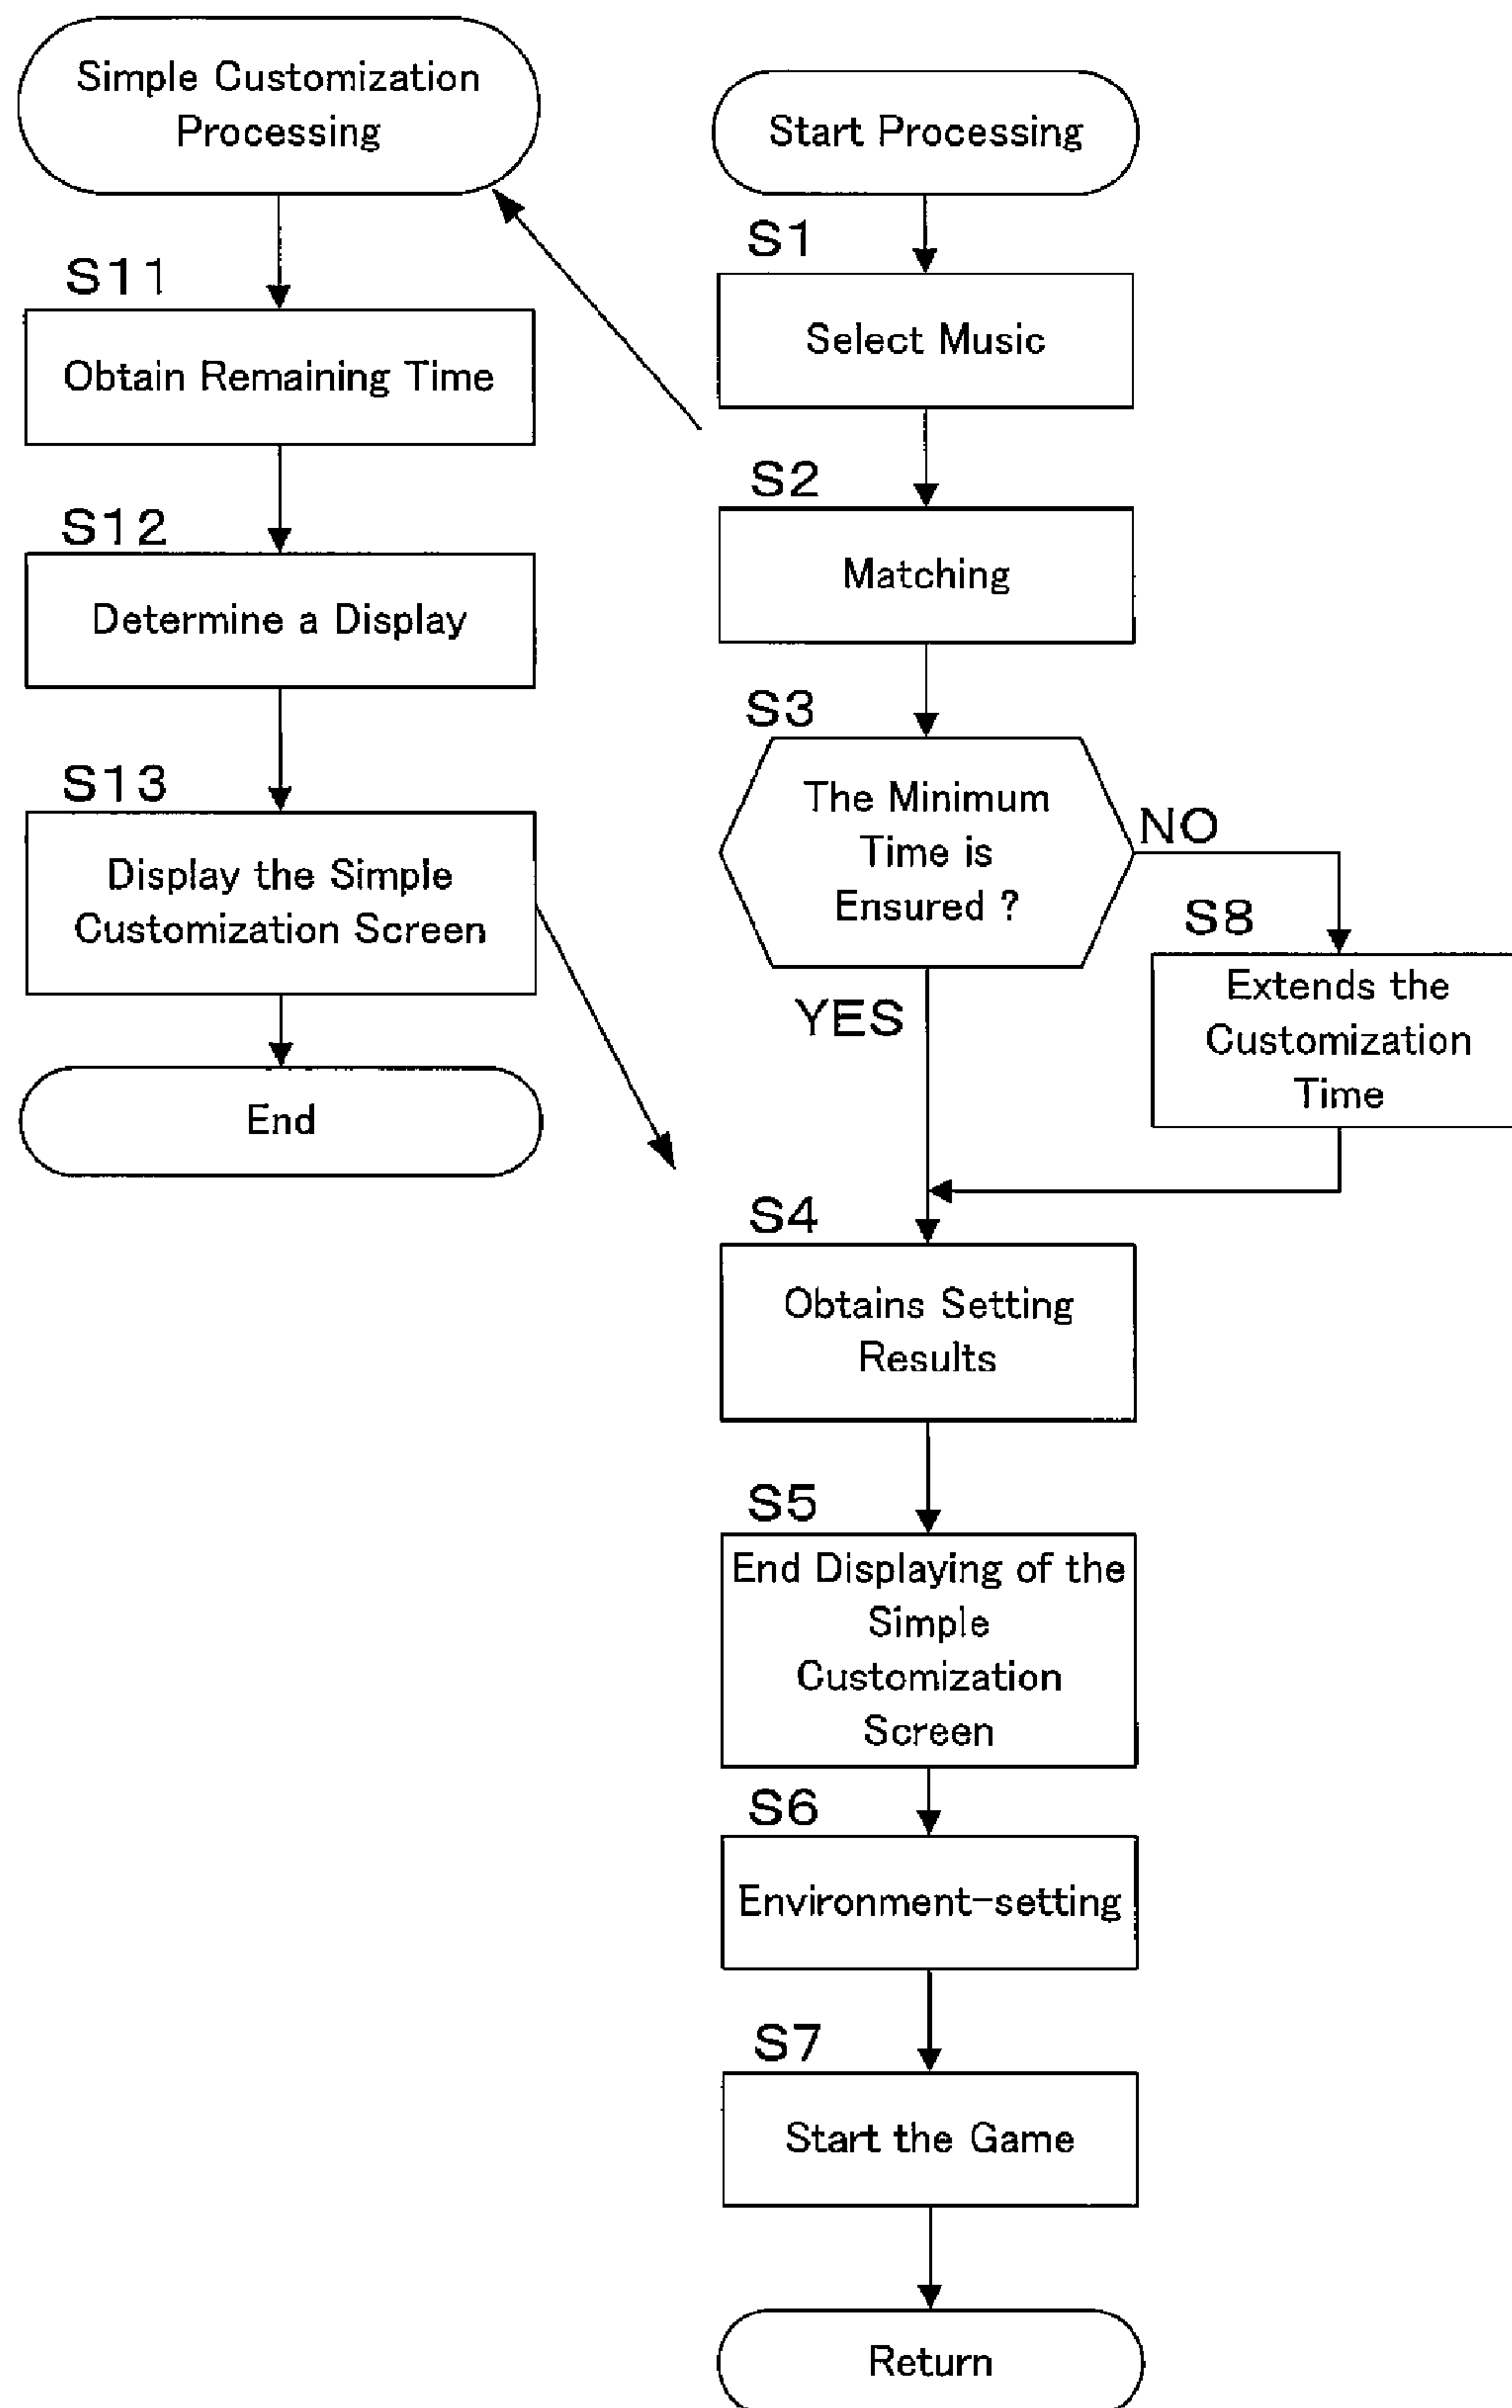 Simple Customization
Processing
S11
Obtain Remaining Time
S12
Determine a Display
S13
Display the Simple
Customization Screen
End
Start Processing
S1
Select Music
S2
Matching
S3
The Minimum
Time is
Ensured ?
NO
YES
S8
Extends the
Customization
Time
S4
Obtains Setting
Results
S5
End Displaying of the
Simple
Customization
Screen
S6
Environment-setting
S7
Start the Game
Return